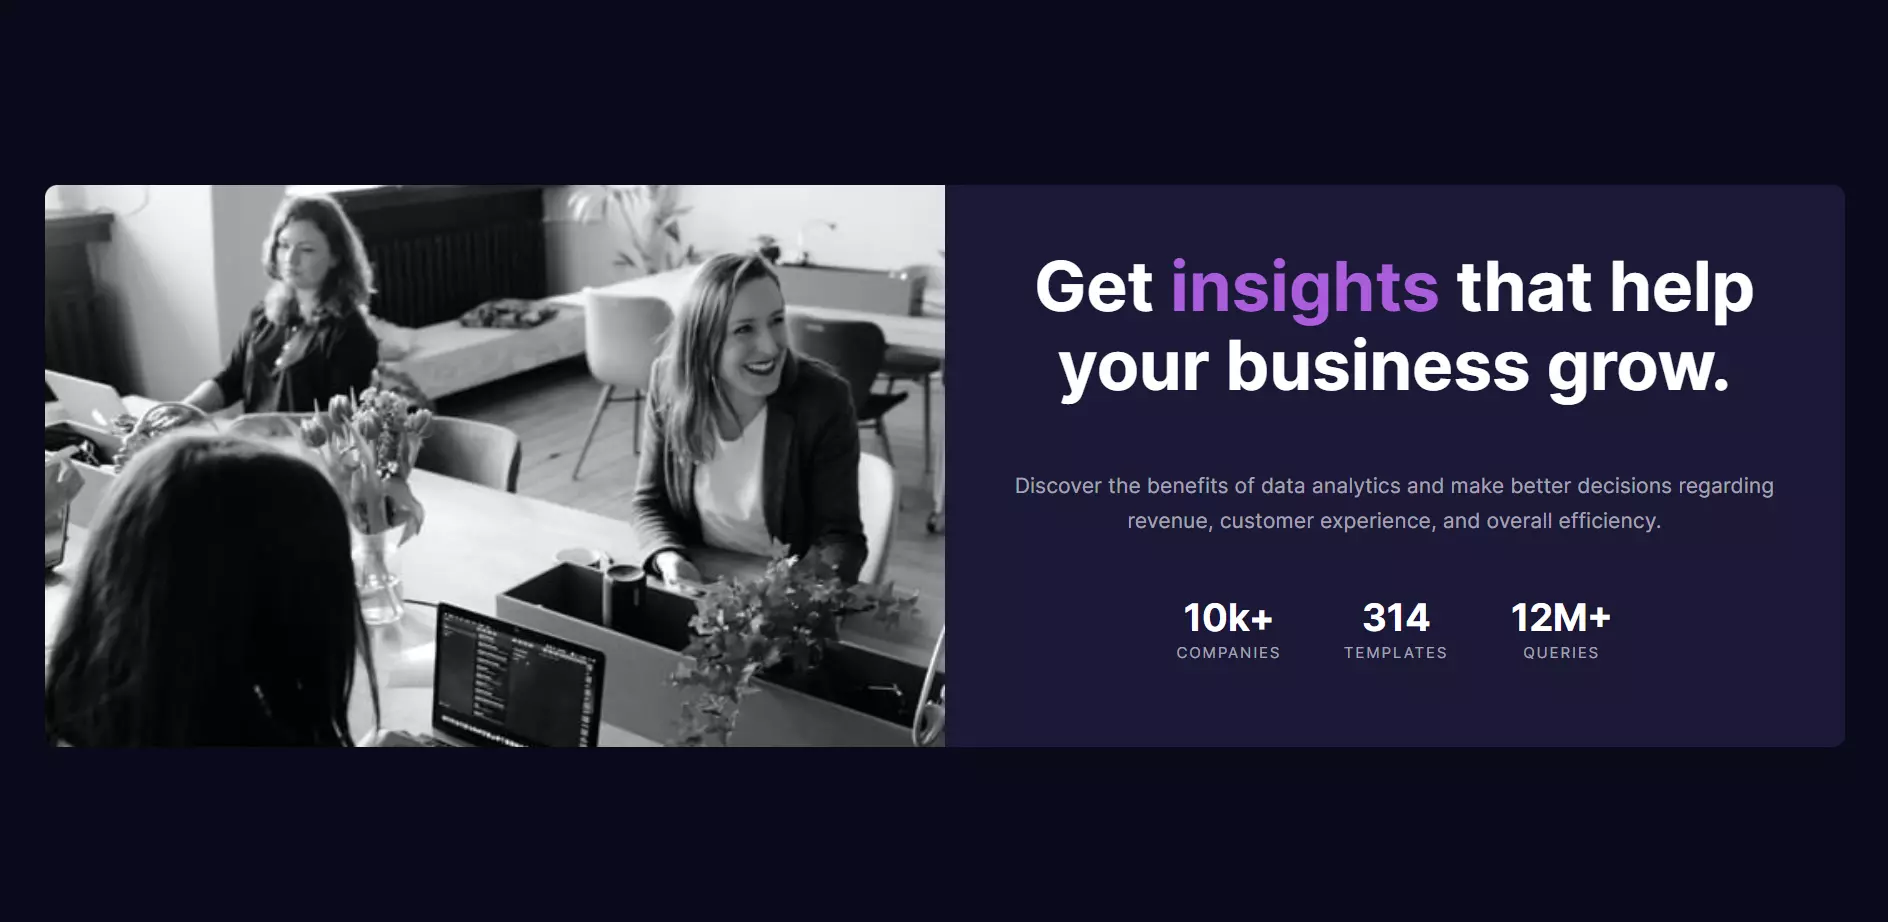 Get insights that help
your business grow.
Discover the benefits of data analytics and make better decisions regarding
revenue, customer experience, and overall efficiency.
10k+ 314 12M+
COMPANIES TEMPLATES QUERIES